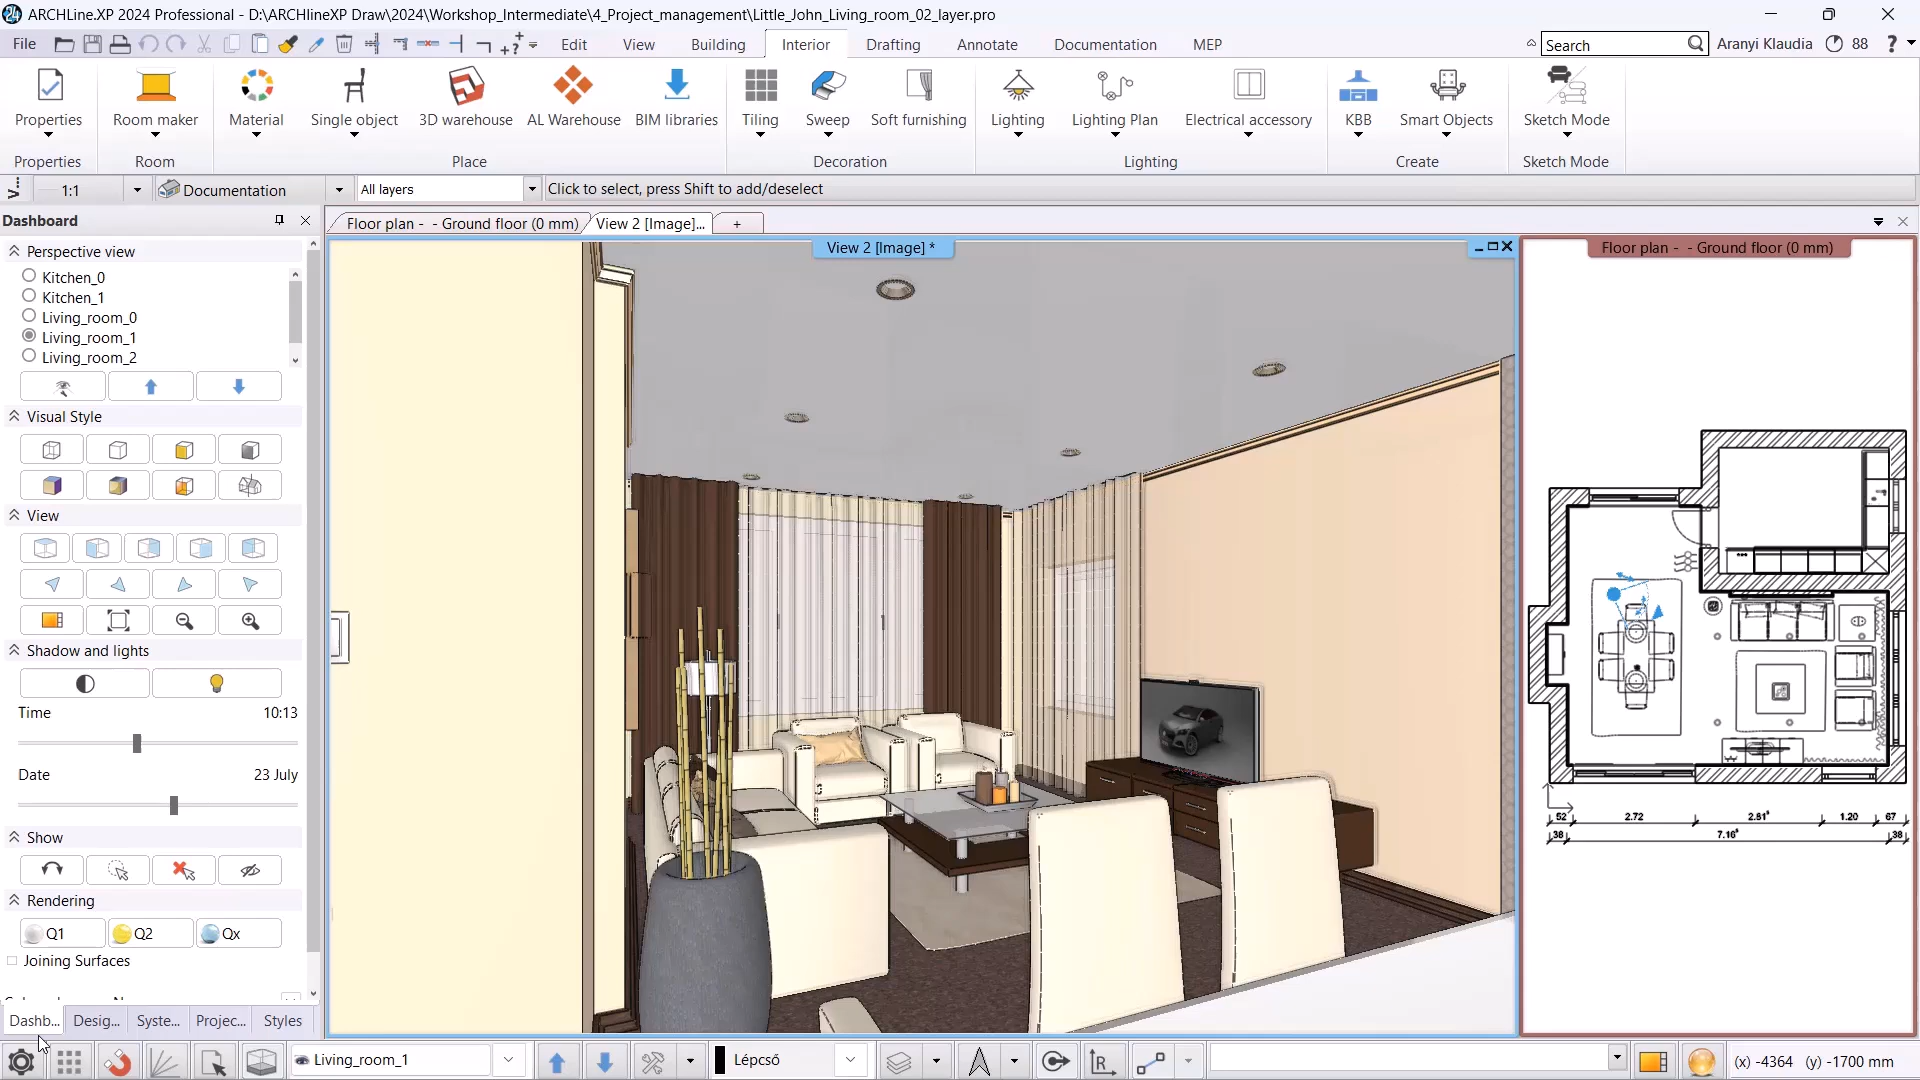 ARCHLine.XP 2024 Professional - D:\ARCHlineXP Draw\2024\Workshop_Intermediate\4_Project_management\Little_John_Living_room_02_layer.pro
File Edit View Building Interior Drafting Annotate Documentation MEP Search Aranyi Klaudia 88 ?
Properties Room maker Material Single object 3D warehouse AL Warehouse BIM libraries Tiling Sweep Soft furnishing Lighting Lighting Plan Electrical accessory KBB Smart Objects Sketch Mode
Properties Room Place Decoration Lighting Create Sketch Mode
1:1 Documentation All layers Click to select, press Shift to add/deselect
Dashboard
Floor plan - - Ground floor (0 mm) View 2 [Image]... +
View 2 [Image] *
Floor plan - - Ground floor (0 mm)
Perspective view
Kitchen_0
Kitchen_1
Living_room_0
Living_room_1
Living_room_2
Visual Style
View
Shadow and lights
Time 10:13
Date 23 July
Show
Rendering
Q1 Q2 Qx
Joining Surfaces
52 2.72 2.81⁵ 1.20 67
38 7.16⁵ 38
Dashb... Desig... Syste... Projec... Styles
Living_room_1 Lépcső (x) -4364 (y) -1700 mm